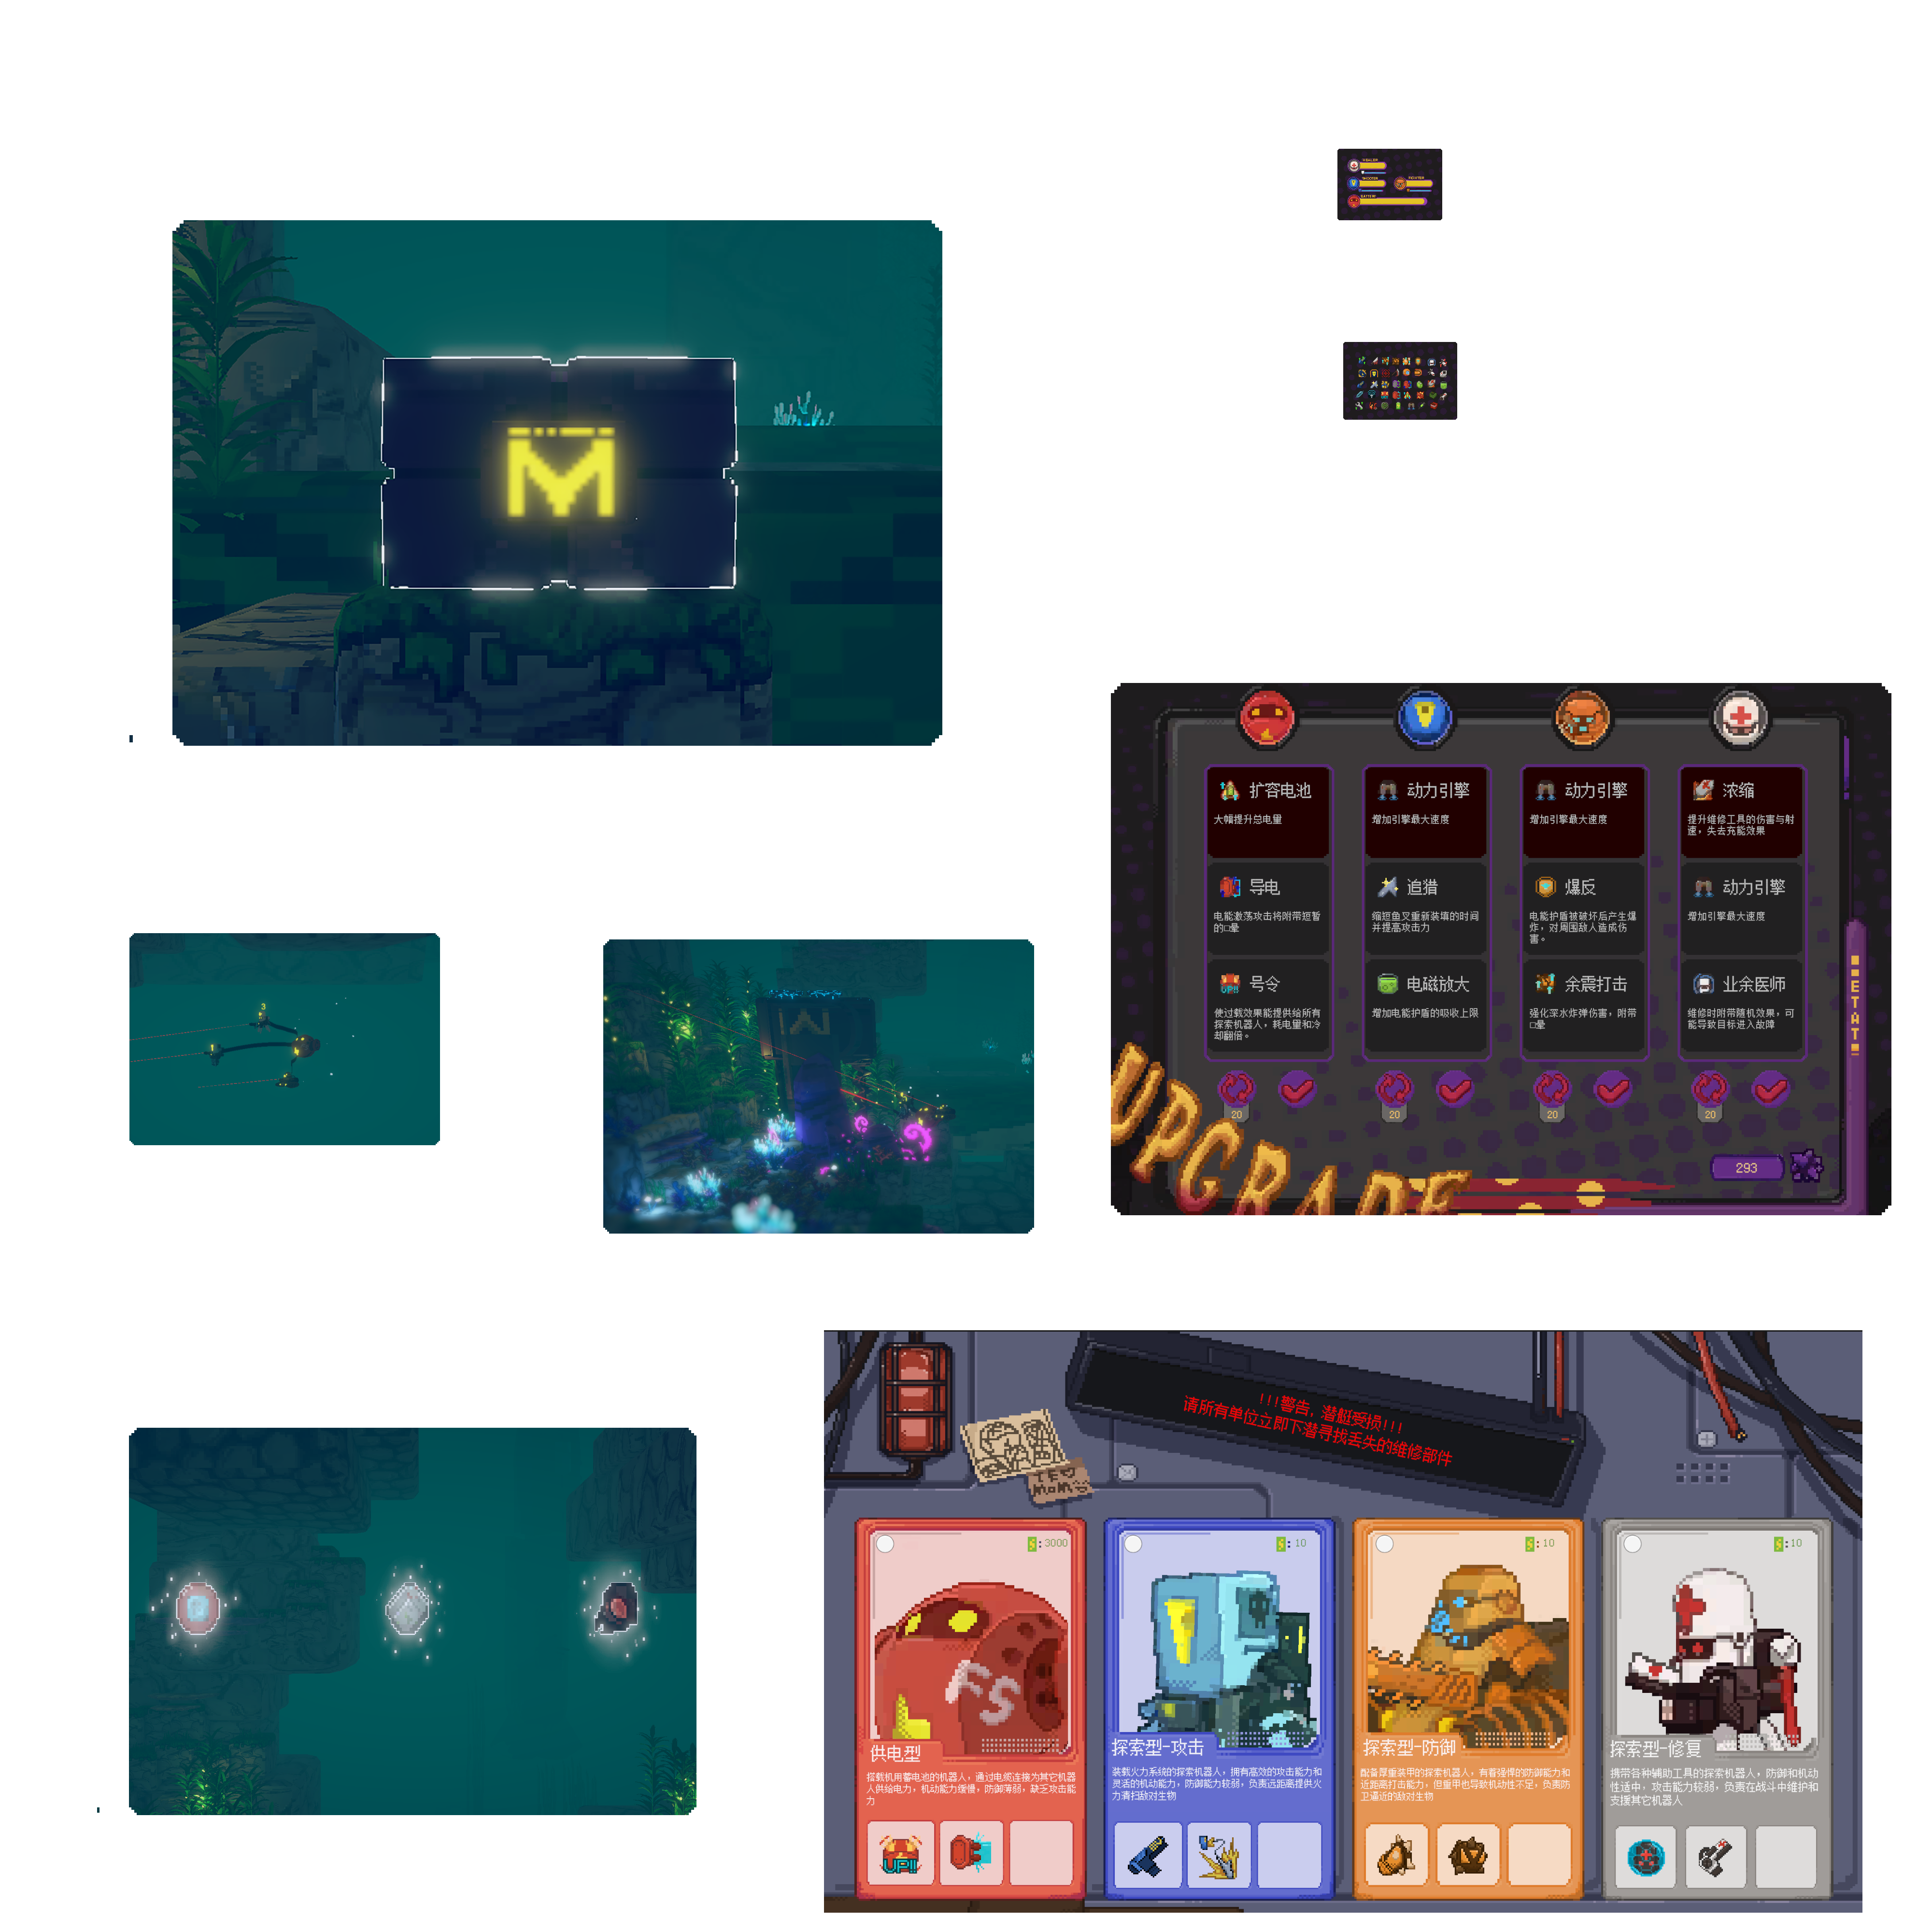 HEALER
SHOOTER
FIGHTER
BATTERY
M
扩容电池
大幅提升总电量
导电
电能激荡攻击将附带短暂
的□晕
号令
使过载效果能提供给所有
探索机器人，耗电量和冷
却翻倍。
20
动力引擎
增加引擎最大速度
追猎
缩短鱼叉重新装填的时间
并提高攻击力
电磁放大
增加电能护盾的吸收上限
20
动力引擎
增加引擎最大速度
爆反
电能护盾被破坏后产生爆
炸，对周围敌人造成伤
害。
余震打击
强化深水炸弹伤害，附带
□晕
20
浓缩
提升维修工具的伤害与射
速，失去充能效果
动力引擎
增加引擎最大速度
业余医师
维修时附带随机效果，可
能导致目标进入故障
20
UPGRADE
293
3
M
!!!警告，潜艇受损!!!
请所有单位立即下潜寻找丢失的维修部件
TED
MOM
$:3000
FS
供电型
搭载机用蓄电池的机器人，通过电缆连接为其它机器
人供给电力，机动能力缓慢，防御薄弱，缺乏攻击能
力
UP!!
$:10
探索型-攻击
装载火力系统的探索机器人，拥有高效的攻击能力和
灵活的机动能力，防御能力较弱，负责远距离提供火
力清扫敌对生物
$:10
探索型-防御
配备厚重装甲的探索机器人，有着强悍的防御能力和
近距离打击能力，但重甲也导致机动性不足，负责防
卫逼近的敌对生物
$:10
探索型-修复
携带各种辅助工具的探索机器人，防御和机动
性适中，攻击能力较弱，负责在战斗中维护和
支援其它机器人